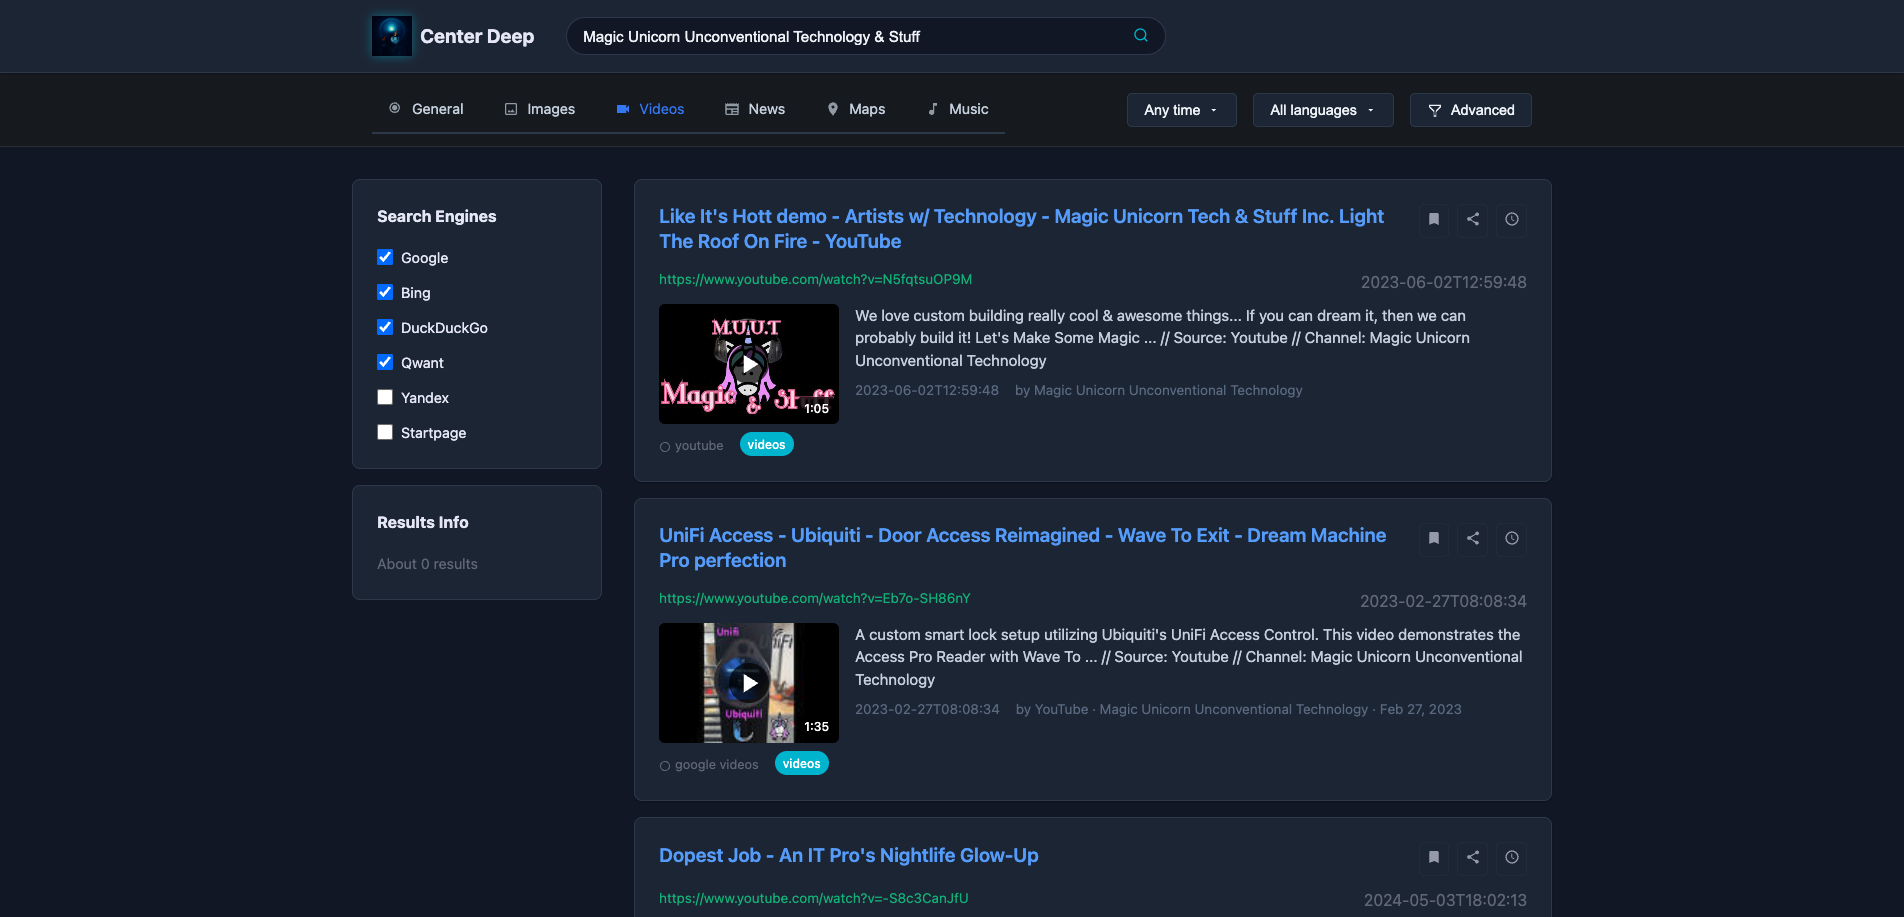 Center Deep
Magic Unicorn Unconventional Technology & Stuff
General
Images
Videos
News
Maps
Music
Any time
All languages
Advanced
Search Engines
Google
Bing
DuckDuckGo
Qwant
Yandex
Startpage
Results Info
About 0 results
Like It's Hott demo - Artists w/ Technology - Magic Unicorn Tech & Stuff Inc. Light
The Roof On Fire - YouTube
https://www.youtube.com/watch?v=N5fqtsuOP9M
2023-06-02T12:59:48
M.U.U.T
Magic & Stuff
1:05
We love custom building really cool & awesome things... If you can dream it, then we can
probably build it! Let's Make Some Magic ... // Source: Youtube // Channel: Magic Unicorn
Unconventional Technology
2023-06-02T12:59:48 by Magic Unicorn Unconventional Technology
youtube
videos
UniFi Access - Ubiquiti - Door Access Reimagined - Wave To Exit - Dream Machine
Pro perfection
https://www.youtube.com/watch?v=Eb7o-SH86nY
2023-02-27T08:08:34
Unifi
UniFi
Ubiquiti
1:35
A custom smart lock setup utilizing Ubiquiti's UniFi Access Control. This video demonstrates the
Access Pro Reader with Wave To ... // Source: Youtube // Channel: Magic Unicorn Unconventional
Technology
2023-02-27T08:08:34 by YouTube · Magic Unicorn Unconventional Technology · Feb 27, 2023
google videos
videos
Dopest Job - An IT Pro's Nightlife Glow-Up
https://www.youtube.com/watch?v=-S8c3CanJfU
2024-05-03T18:02:13